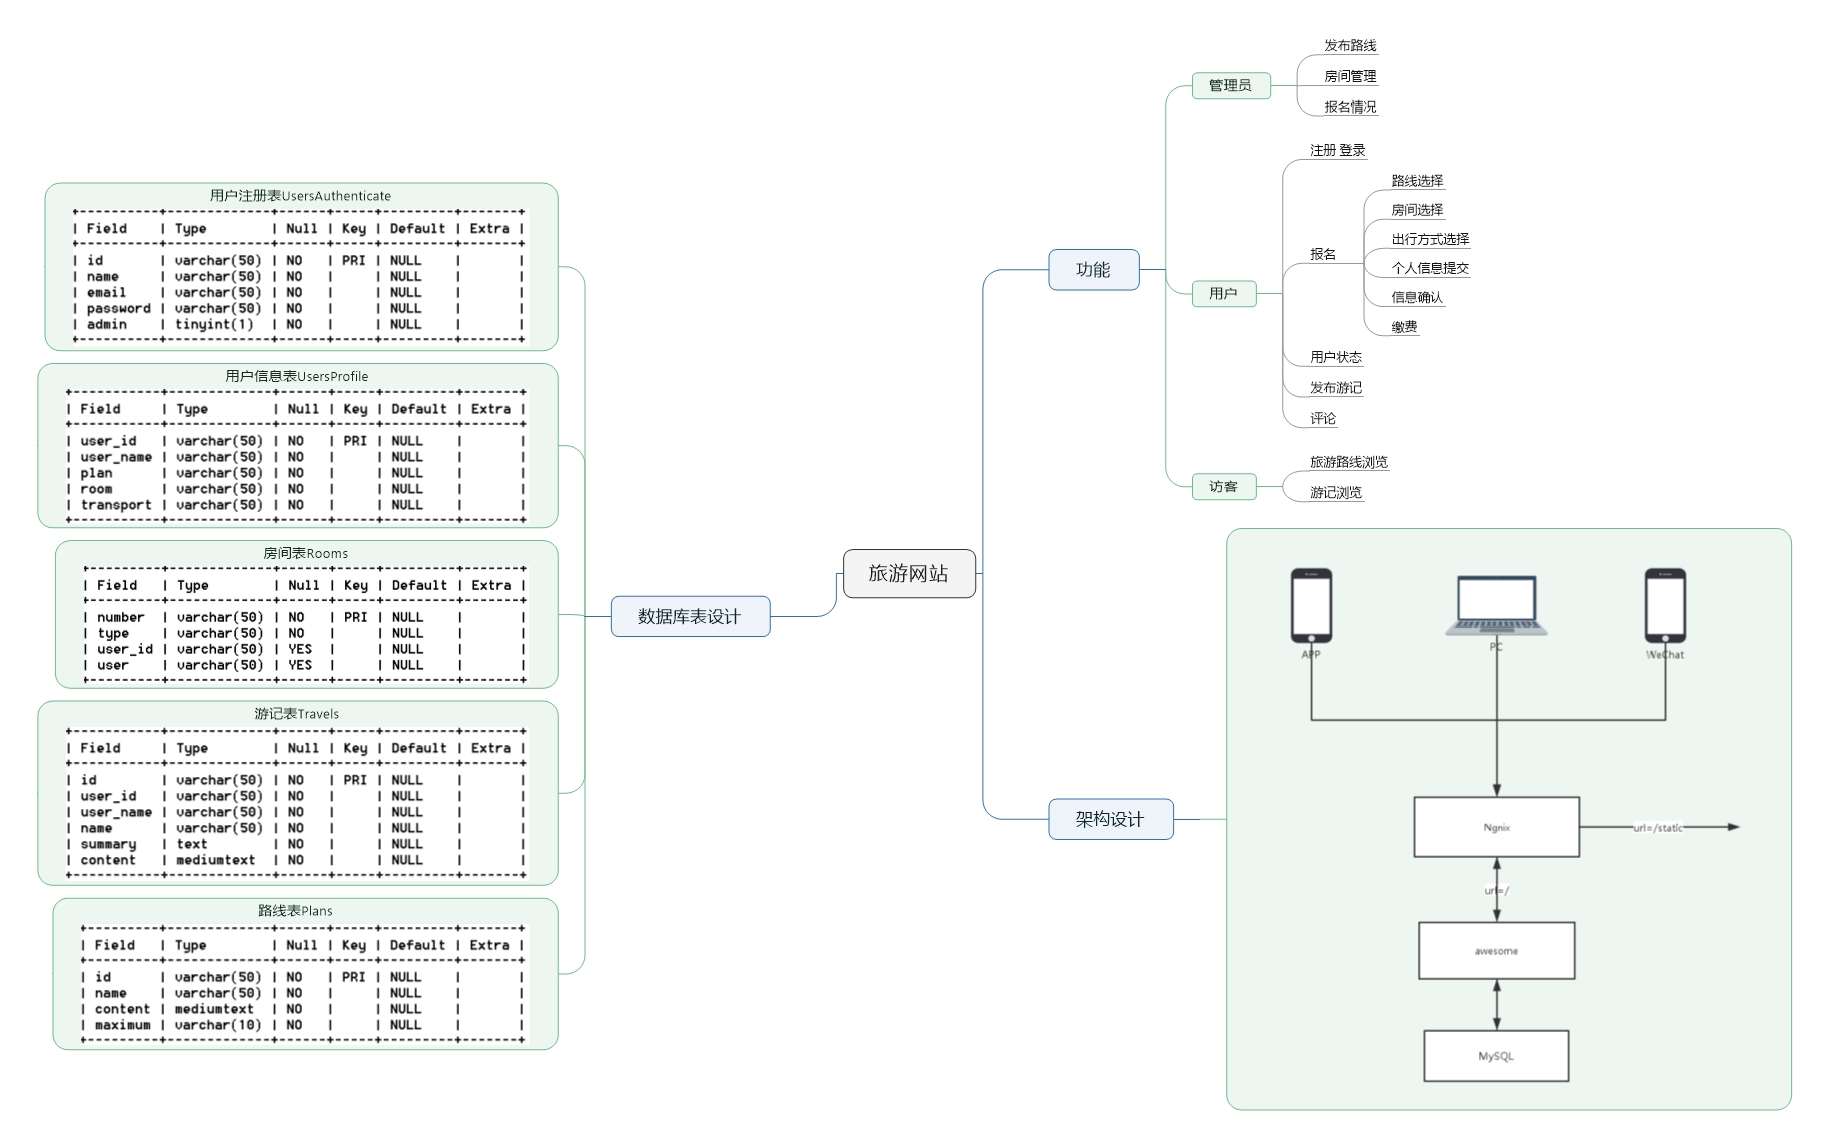 旅游网站
功能
管理员
发布路线
房间管理
报名情况
用户
注册 登录
报名
路线选择
房间选择
出行方式选择
个人信息提交
信息确认
缴费
用户状态
发布游记
评论
访客
旅游路线浏览
游记浏览
架构设计
APP
PC
WeChat
Ngnix
url=/static
url=/
awesome
MySQL
数据库表设计
用户注册表UsersAuthenticate
+----------+-------------+------+-----+---------+-------+
| Field | Type | Null | Key | Default | Extra |
+----------+-------------+------+-----+---------+-------+
| id | varchar(50) | NO | PRI | NULL | |
| name | varchar(50) | NO | | NULL | |
| email | varchar(50) | NO | | NULL | |
| password | varchar(50) | NO | | NULL | |
| admin | tinyint(1) | NO | | NULL | |
+----------+-------------+------+-----+---------+-------+
用户信息表UsersProfile
+-----------+-------------+------+-----+---------+-------+
| Field | Type | Null | Key | Default | Extra |
+-----------+-------------+------+-----+---------+-------+
| user_id | varchar(50) | NO | PRI | NULL | |
| user_name | varchar(50) | NO | | NULL | |
| plan | varchar(50) | NO | | NULL | |
| room | varchar(50) | NO | | NULL | |
| transport | varchar(50) | NO | | NULL | |
+-----------+-------------+------+-----+---------+-------+
房间表Rooms
+---------+-------------+------+-----+---------+-------+
| Field | Type | Null | Key | Default | Extra |
+---------+-------------+------+-----+---------+-------+
| number | varchar(50) | NO | PRI | NULL | |
| type | varchar(50) | NO | | NULL | |
| user_id | varchar(50) | YES | | NULL | |
| user | varchar(50) | YES | | NULL | |
+---------+-------------+------+-----+---------+-------+
游记表Travels
+-----------+-------------+------+-----+---------+-------+
| Field | Type | Null | Key | Default | Extra |
+-----------+-------------+------+-----+---------+-------+
| id | varchar(50) | NO | PRI | NULL | |
| user_id | varchar(50) | NO | | NULL | |
| user_name | varchar(50) | NO | | NULL | |
| name | varchar(50) | NO | | NULL | |
| summary | text | NO | | NULL | |
| content | mediumtext | NO | | NULL | |
+-----------+-------------+------+-----+---------+-------+
路线表Plans
+---------+-------------+------+-----+---------+-------+
| Field | Type | Null | Key | Default | Extra |
+---------+-------------+------+-----+---------+-------+
| id | varchar(50) | NO | PRI | NULL | |
| name | varchar(50) | NO | | NULL | |
| content | mediumtext | NO | | NULL | |
| maximum | varchar(10) | NO | | NULL | |
+---------+-------------+------+-----+---------+-------+